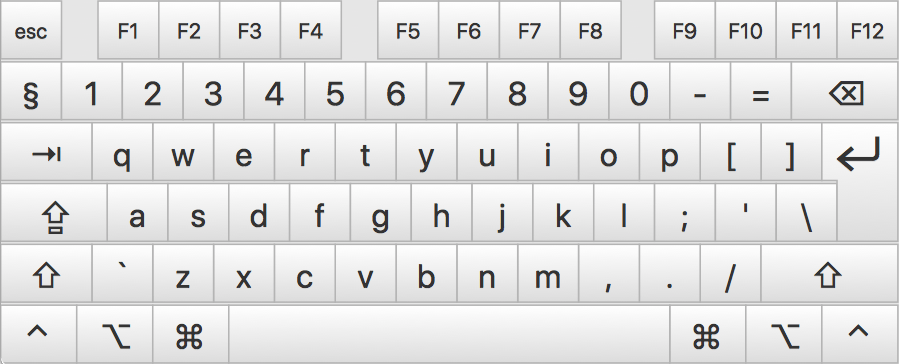 esc F1 F2 F3 F4 F5 F6 F7 F8 F9 F10 F11 F12
§ 1 2 3 4 5 6 7 8 9 0 - = ⌫
⇥ q w e r t y u i o p [ ] ↵
⇪ a s d f g h j k l ; ' \
⇧ ` z x c v b n m , . / ⇧
⌃ ⌥ ⌘ ⌘ ⌥ ⌃